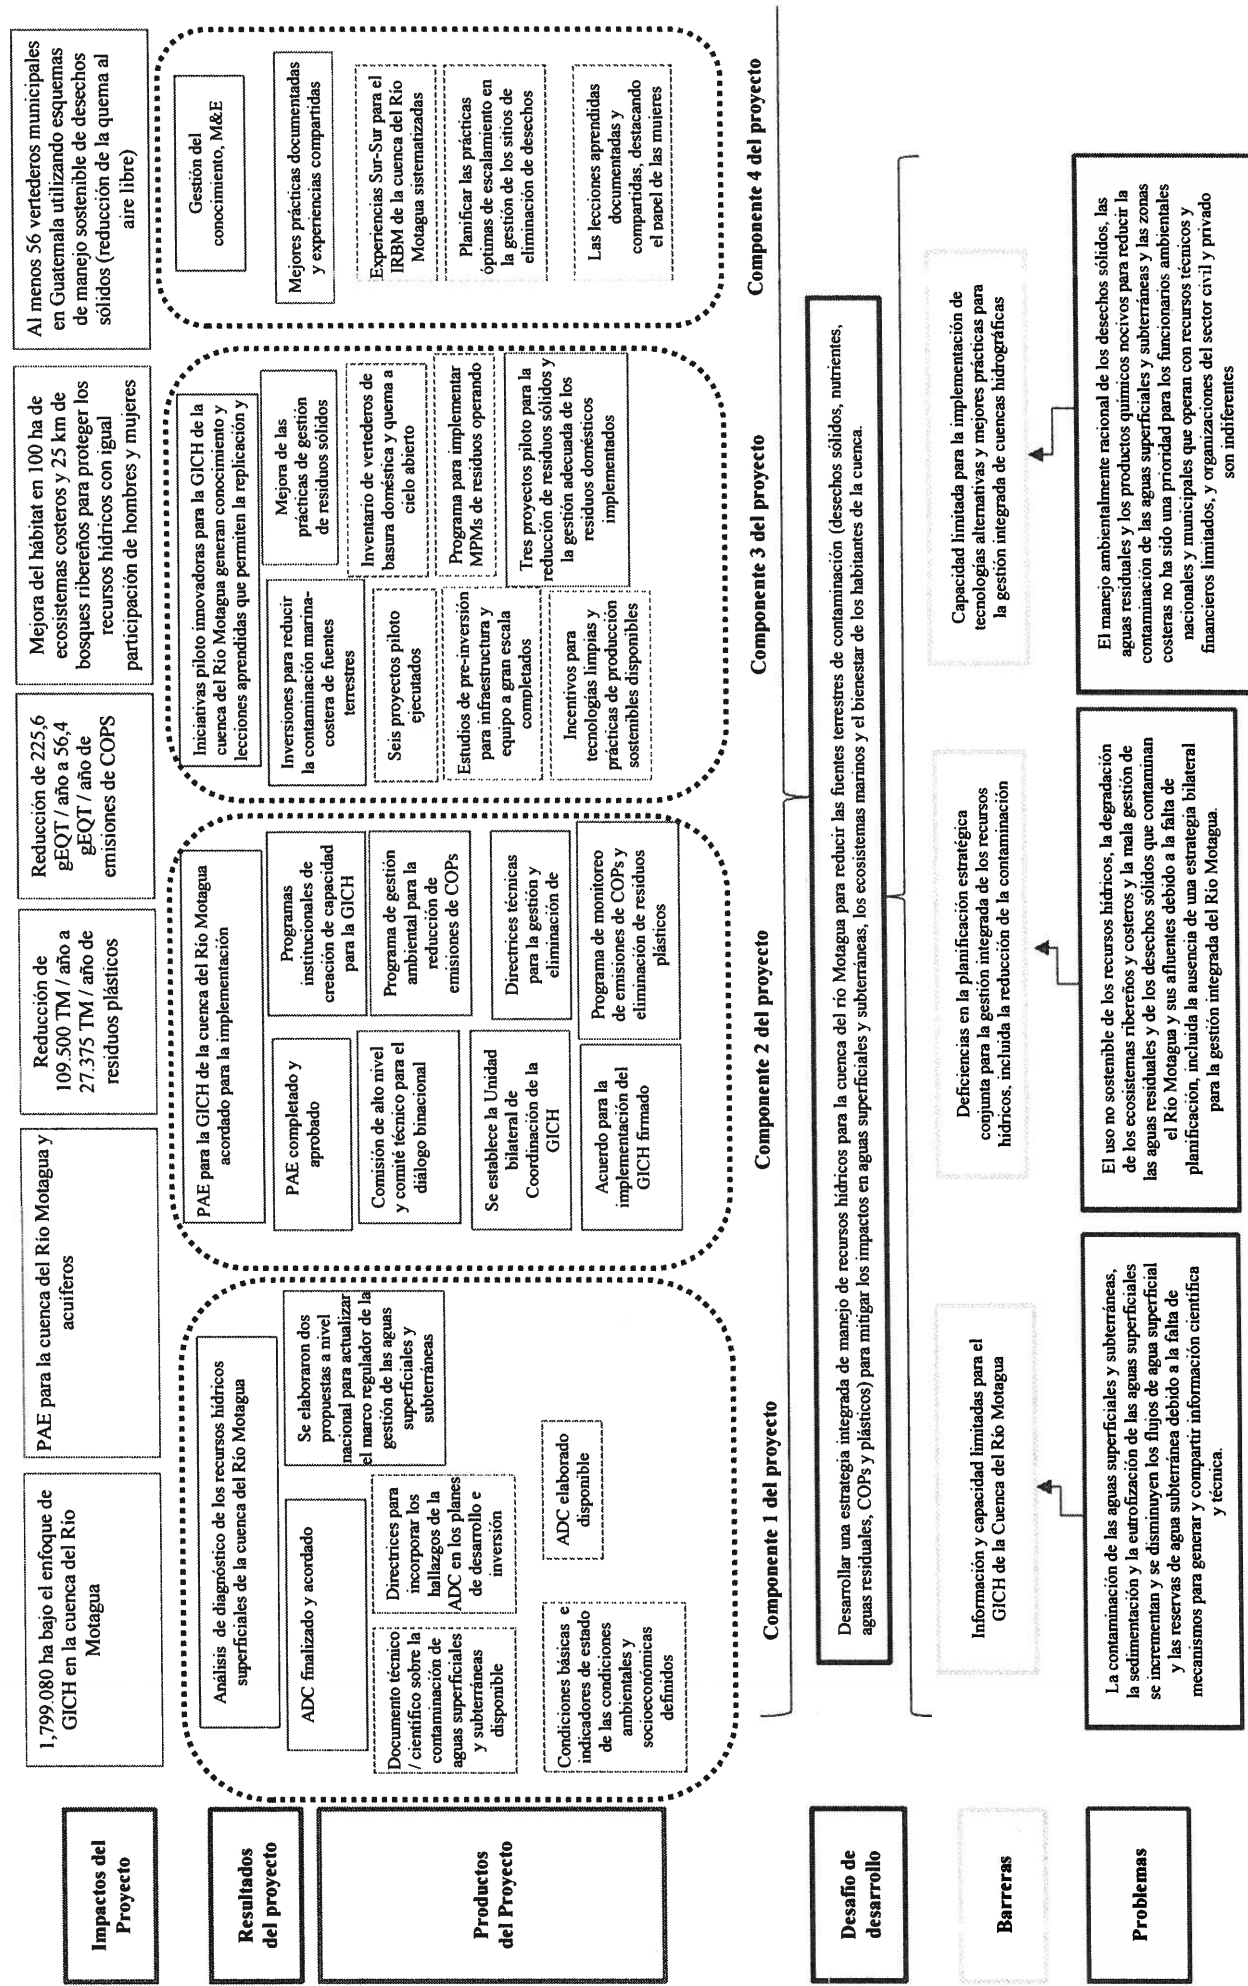 Impactos del
Proyecto
1,799.080 ha bajo el enfoque de
GICH en la cuenca del Río
Motagua
PAE para la cuenca del Río Motagua y
acuíferos
Reducción de
109.500 TM / año a
27.375 TM / año de
residuos plásticos
Reducción de 225,6
gEQT / año a 56,4
gEQT / año de
emisiones de COPS
Mejora del hábitat en 100 ha de
ecosistemas costeros y 25 km de
bosques ribereños para proteger los
recursos hídricos con igual
participación de hombres y mujeres
Al menos 56 vertederos municipales
en Guatemala utilizando esquemas
de manejo sostenible de desechos
sólidos (reducción de la quema al
aire libre)
Resultados
del proyecto
Productos
del Proyecto
Análisis de diagnóstico de los recursos hídricos
superficiales de la cuenca del Río Motagua
ADC finalizado y acordado
Se elaboraron dos
propuestas a nivel
nacional para actualizar
el marco regulador de la
gestión de las aguas
superficiales y
subterráneas
Documento técnico
/ científico sobre la
contaminación de
aguas superficiales
y subterráneas
disponible
Directrices para
incorporar los
hallazgos de la
ADC en los planes
de desarrollo e
inversión
Condiciones básicas e
indicadores de estado
de las condiciones
ambientales y
socioeconómicas
definidos
ADC elaborado
disponible
PAE para la GICH de la cuenca del Río Motagua
acordado para la implementación
PAE completado y
aprobado
Programas
institucionales de
creación de capacidad
para la GICH
Comisión de alto nivel
y comité técnico para el
diálogo binacional
Programa de gestión
ambiental para la
reducción de
emisiones de COPs
Se establece la Unidad
bilateral de
Coordinación de la
GICH
Directrices técnicas
para la gestión y
eliminación de
Acuerdo para la
implementación del
GICH firmado
Programa de monitoreo
de emisiones de COPs y
eliminación de residuos
plásticos
Iniciativas piloto innovadoras para la GICH de la
cuenca del Río Motagua generan conocimiento y
lecciones aprendidas que permiten la replicación y
Inversiones para reducir
la contaminación marina-
costera de fuentes
terrestres
Mejora de las
prácticas de gestión
de residuos sólidos
Seis proyectos piloto
ejecutados
Inventario de vertederos de
basura doméstica y quema a
cielo abierto
Estudios de pre-inversión
para infraestructura y
equipo a gran escala
completados
Programa para implementar
MPMs de residuos operando
Incentivos para
tecnologías limpias y
prácticas de producción
sostenibles disponibles
Tres proyectos piloto para la
reducción de residuos sólidos y
la gestión adecuada de los
residuos domésticos
implementados
Gestión del
conocimiento, M&E
Mejores prácticas documentadas
y experiencias compartidas
Experiencias Sur-Sur para el
IRBM de la cuenca del Río
Motagua sistematizadas
Planificar las prácticas
óptimas de escalamiento en
la gestión de los sitios de
eliminación de desechos
Las lecciones aprendidas
documentadas y
compartidas, destacando
el papel de las mujeres
Componente 1 del proyecto
Componente 2 del proyecto
Componente 3 del proyecto
Componente 4 del proyecto
Desafío de
desarrollo
Desarrollar una estrategia integrada de manejo de recursos hídricos para la cuenca del río Motagua para reducir las fuentes terrestres de contaminación (desechos sólidos, nutrientes,
aguas residuales, COPs y plásticos) para mitigar los impactos en aguas superficiales y subterráneas, los ecosistemas marinos y el bienestar de los habitantes de la cuenca.
Barreras
Información y capacidad limitadas para el
GICH de la Cuenca del Río Motagua
Deficiencias en la planificación estratégica
conjunta para la gestión integrada de los recursos
hídricos, incluida la reducción de la contaminación
Capacidad limitada para la implementación de
tecnologías alternativas y mejores prácticas para
la gestión integrada de cuencas hidrográficas
Problemas
La contaminación de las aguas superficiales y subterráneas,
la sedimentación y la eutrofización de las aguas superficiales
se incrementan y se disminuyen los flujos de agua superficial
y las reservas de agua subterránea debido a la falta de
mecanismos para generar y compartir información científica
y técnica.
El uso no sostenible de los recursos hídricos, la degradación
de los ecosistemas ribereños y costeros y la mala gestión de
las aguas residuales y de los desechos sólidos que contaminan
el Río Motagua y sus afluentes debido a la falta de
planificación, incluida la ausencia de una estrategia bilateral
para la gestión integrada del Río Motagua.
El manejo ambientalmente racional de los desechos sólidos, las
aguas residuales y los productos químicos nocivos para reducir la
contaminación de las aguas superficiales y subterráneas y las zonas
costeras no ha sido una prioridad para los funcionarios ambientales
nacionales y municipales que operan con recursos técnicos y
financieros limitados, y organizaciones del sector civil y privado
son indiferentes